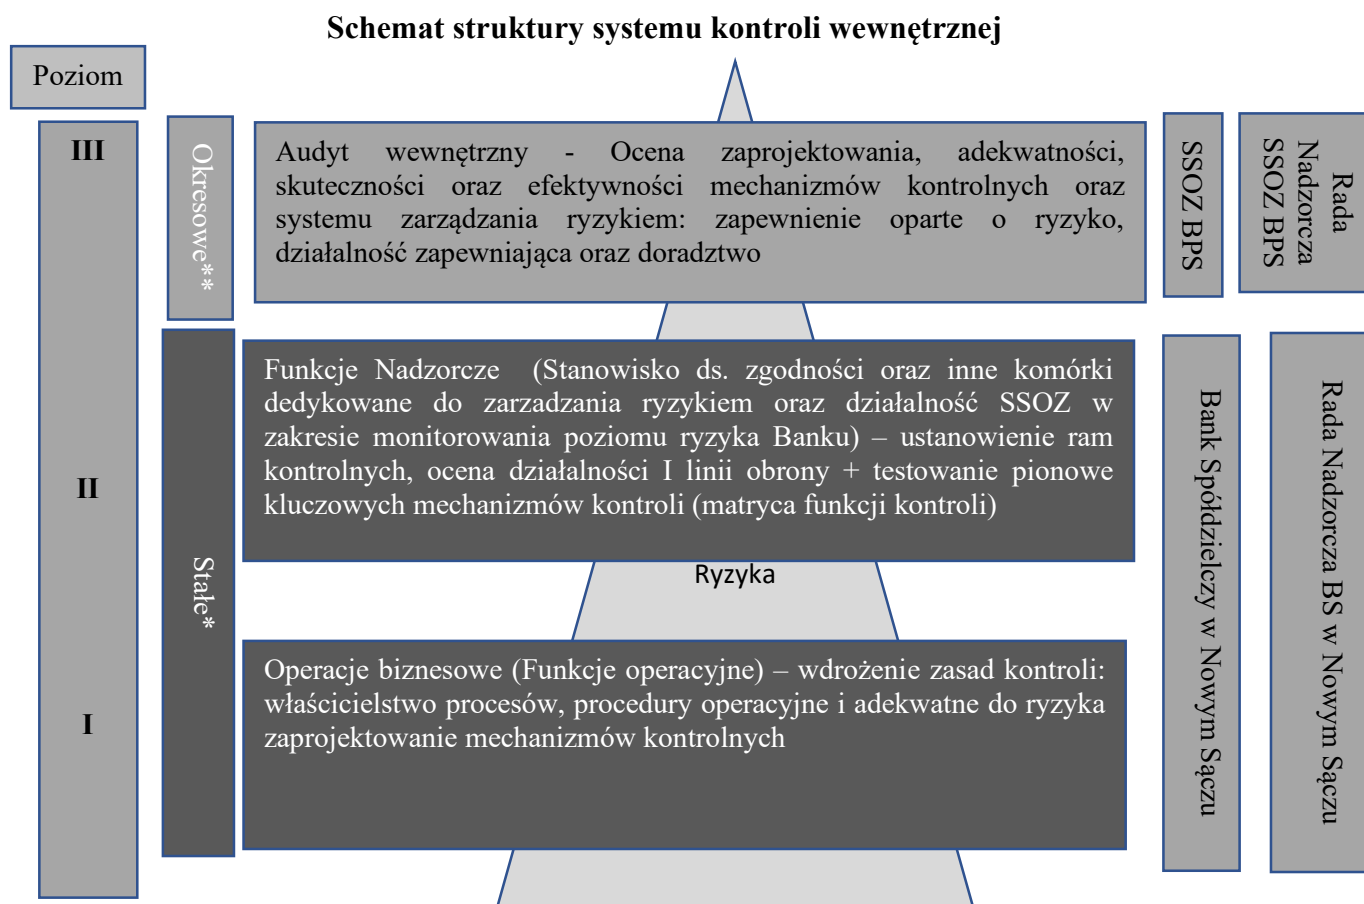 Schemat struktury systemu kontroli wewnętrznej
Poziom
III
Okresowe**
Audyt wewnętrzny - Ocena zaprojektowania, adekwatności,
skuteczności oraz efektywności mechanizmów kontrolnych oraz
systemu zarządzania ryzykiem: zapewnienie oparte o ryzyko,
działalność zapewniająca oraz doradztwo
SSOZ BPS
Rada
Nadzorcza
SSOZ BPS
II
Stałe*
Funkcje Nadzorcze (Stanowisko ds. zgodności oraz inne komórki
dedykowane do zarzadzania ryzykiem oraz działalność SSOZ w
zakresie monitorowania poziomu ryzyka Banku) – ustanowienie ram
kontrolnych, ocena działalności I linii obrony + testowanie pionowe
kluczowych mechanizmów kontroli (matryca funkcji kontroli)
Bank Spółdzielczy w Nowym Sączu
Rada Nadzorcza BS w Nowym Sączu
Ryzyka
I
Operacje biznesowe (Funkcje operacyjne) – wdrożenie zasad kontroli:
właścicielstwo procesów, procedury operacyjne i adekwatne do ryzyka
zaprojektowanie mechanizmów kontrolnych